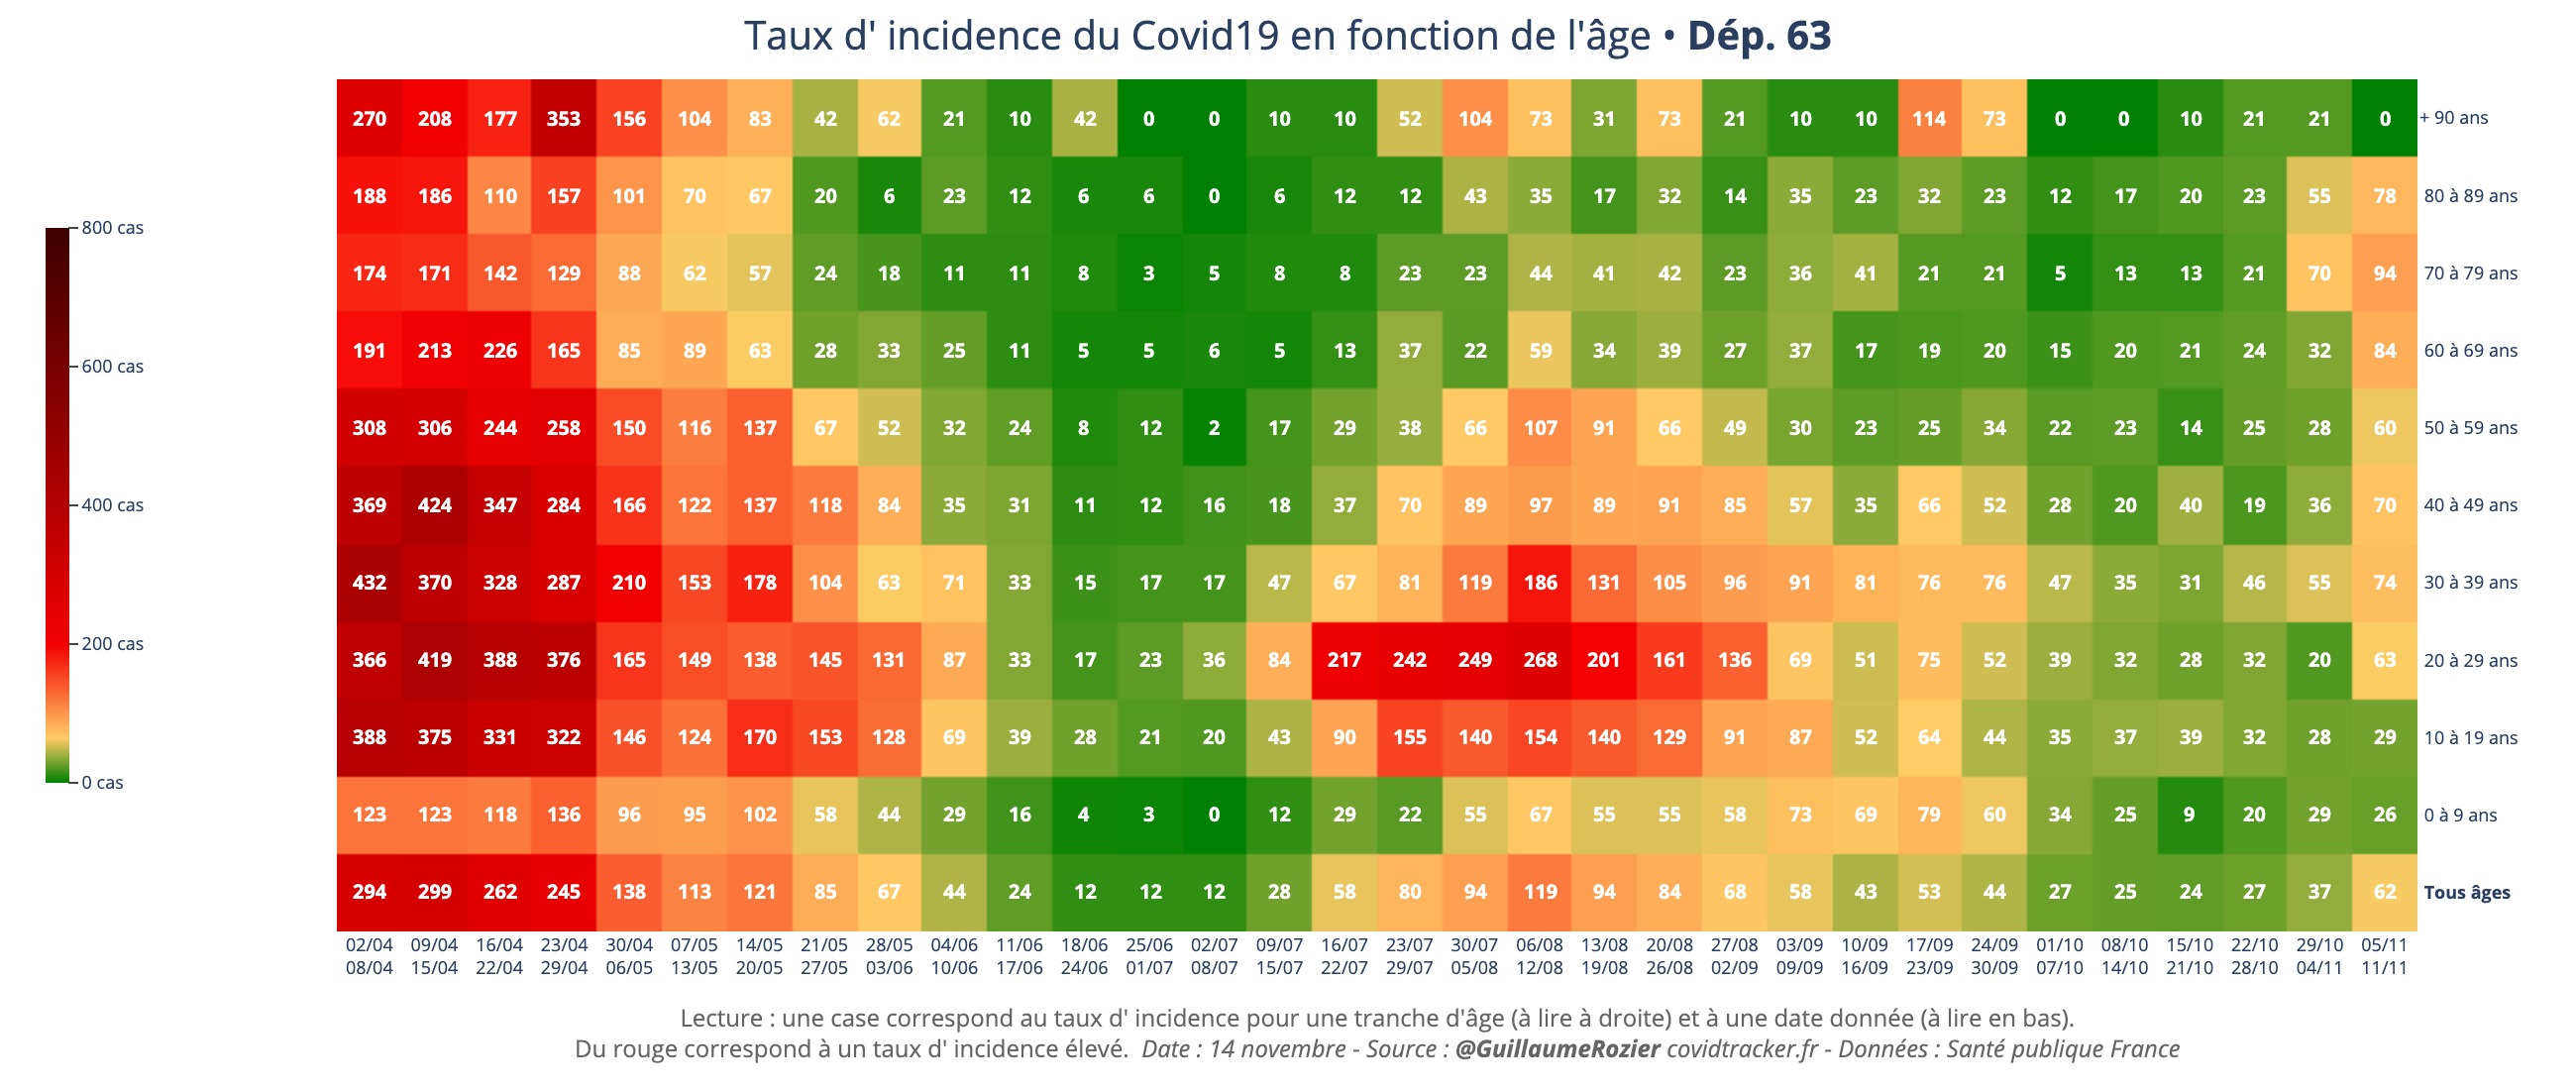 Taux d' incidence du Covid19 en fonction de l'âge • Dép. 63
270 208 177 353 156 104 83 42 62 21 10 42 0 0 10 10 52 104 73 31 73 21 10 10 114 73 0 0 10 21 21 0 + 90 ans
188 186 110 157 101 70 67 20 6 23 12 6 6 0 6 12 12 43 35 17 32 14 35 23 32 23 12 17 20 23 55 78 80 à 89 ans
800 cas
174 171 142 129 88 62 57 24 18 11 11 8 3 5 8 8 23 23 44 41 42 23 36 41 21 21 5 13 13 21 70 94 70 à 79 ans
191 213 226 165 85 89 63 28 33 25 11 5 5 6 5 13 37 22 59 34 39 27 37 17 19 20 15 20 21 24 32 84 60 à 69 ans
600 cas
308 306 244 258 150 116 137 67 52 32 24 8 12 2 17 29 38 66 107 91 66 49 30 23 25 34 22 23 14 25 28 60 50 à 59 ans
400 cas
369 424 347 284 166 122 137 118 84 35 31 11 12 16 18 37 70 89 97 89 91 85 57 35 66 52 28 20 40 19 36 70 40 à 49 ans
432 370 328 287 210 153 178 104 63 71 33 15 17 17 47 67 81 119 186 131 105 96 91 81 76 76 47 35 31 46 55 74 30 à 39 ans
200 cas
366 419 388 376 165 149 138 145 131 87 33 17 23 36 84 217 242 249 268 201 161 136 69 51 75 52 39 32 28 32 20 63 20 à 29 ans
388 375 331 322 146 124 170 153 128 69 39 28 21 20 43 90 155 140 154 140 129 91 87 52 64 44 35 37 39 32 28 29 10 à 19 ans
0 cas
123 123 118 136 96 95 102 58 44 29 16 4 3 0 12 29 22 55 67 55 55 58 73 69 79 60 34 25 9 20 29 26 0 à 9 ans
294 299 262 245 138 113 121 85 67 44 24 12 12 12 28 58 80 94 119 94 84 68 58 43 53 44 27 25 24 27 37 62 Tous âges
02/04 09/04 16/04 23/04 30/04 07/05 14/05 21/05 28/05 04/06 11/06 18/06 25/06 02/07 09/07 16/07 23/07 30/07 06/08 13/08 20/08 27/08 03/09 10/09 17/09 24/09 01/10 08/10 15/10 22/10 29/10 05/11
08/04 15/04 22/04 29/04 06/05 13/05 20/05 27/05 03/06 10/06 17/06 24/06 01/07 08/07 15/07 22/07 29/07 05/08 12/08 19/08 26/08 02/09 09/09 16/09 23/09 30/09 07/10 14/10 21/10 28/10 04/11 11/11
Lecture : une case correspond au taux d' incidence pour une tranche d'âge (à lire à droite) et à une date donnée (à lire en bas).
Du rouge correspond à un taux d' incidence élevé. Date : 14 novembre - Source : @GuillaumeRozier covidtracker.fr - Données : Santé publique France